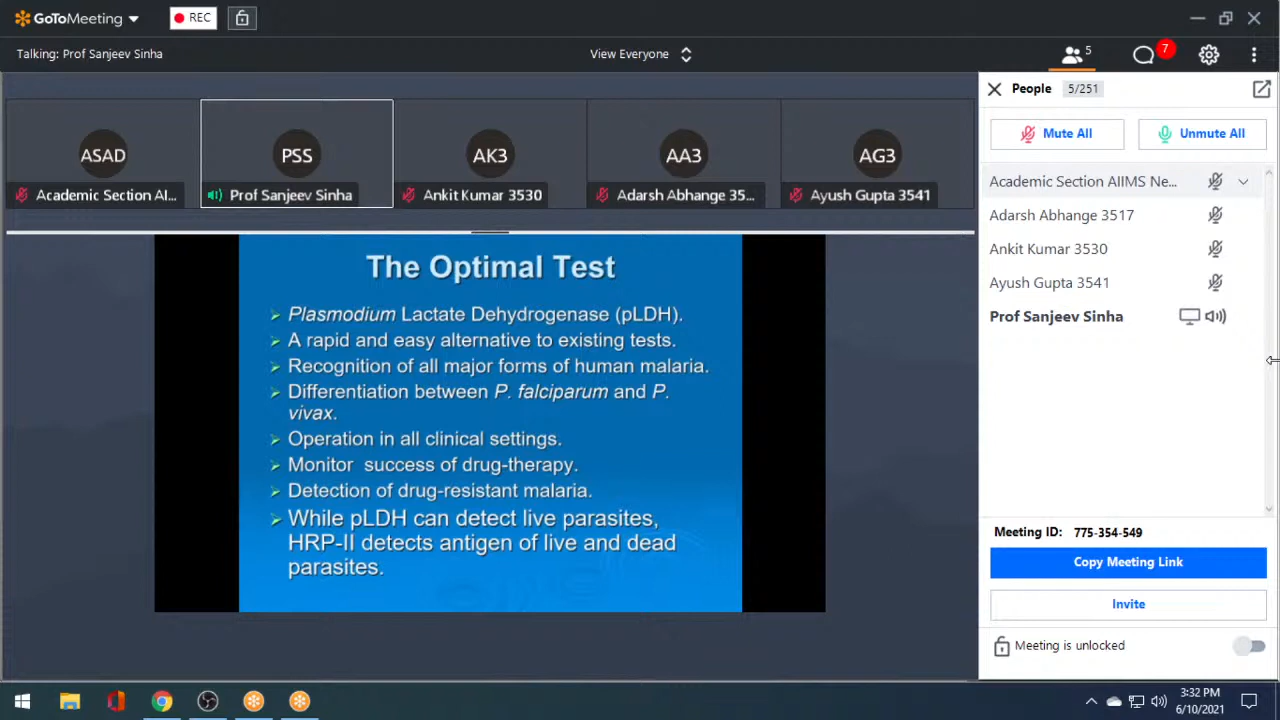 GoToMeeting
REC
Talking: Prof Sanjeev Sinha
View Everyone
5
7
ASAD
PSS
AK3
AA3
AG3
Academic Section AI...
Prof Sanjeev Sinha
Ankit Kumar 3530
Adarsh Abhange 35...
Ayush Gupta 3541
The Optimal Test
Plasmodium Lactate Dehydrogenase (pLDH).
A rapid and easy alternative to existing tests.
Recognition of all major forms of human malaria.
Differentiation between P. falciparum and P.
vivax.
Operation in all clinical settings.
Monitor success of drug-therapy.
Detection of drug-resistant malaria.
While pLDH can detect live parasites,
HRP-II detects antigen of live and dead
parasites.
People 5/251
Mute All
Unmute All
Academic Section AIIMS Ne...
Adarsh Abhange 3517
Ankit Kumar 3530
Ayush Gupta 3541
Prof Sanjeev Sinha
Meeting ID: 775-354-549
Copy Meeting Link
Invite
Meeting is unlocked
3:32 PM
6/10/2021